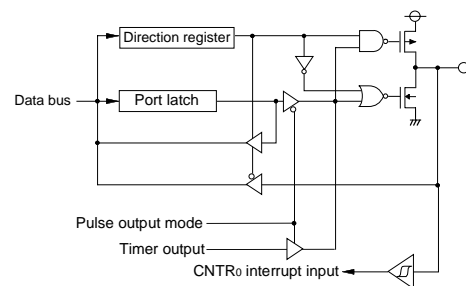 Direction register
Data bus
Port latch
Pulse output mode
Timer output
CNTR0 interrupt input